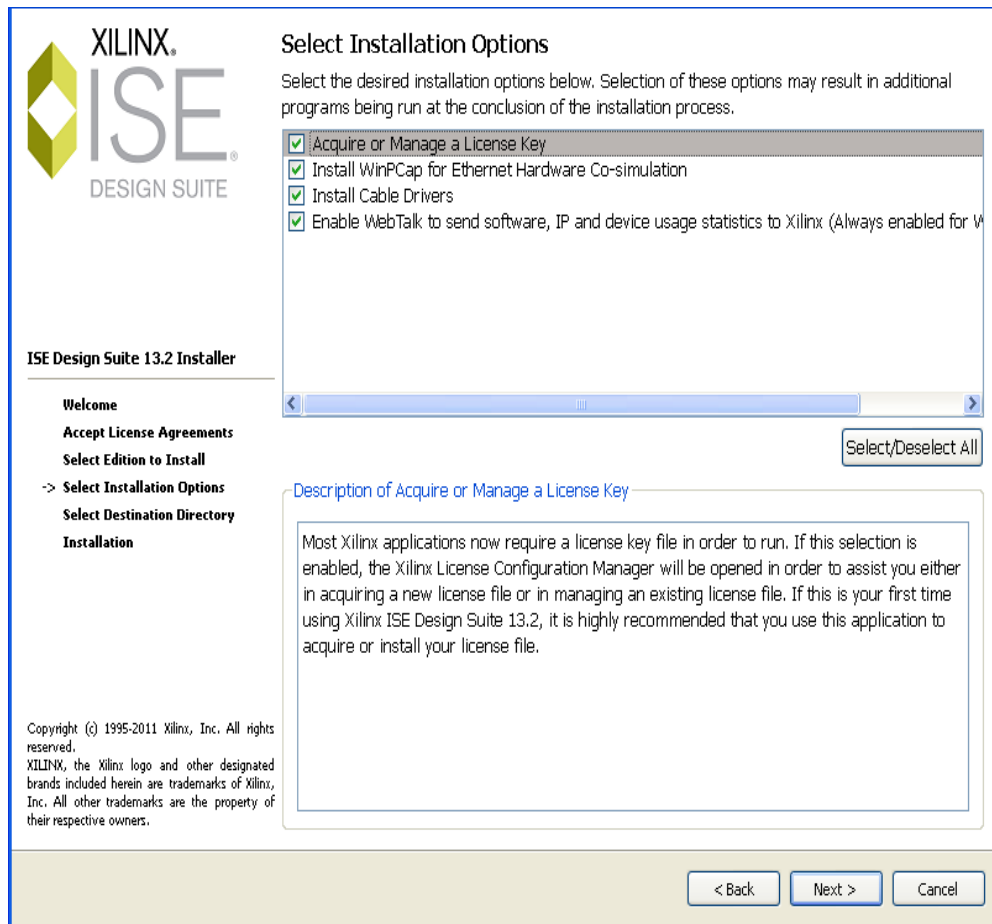 XILINX®
ISE®
DESIGN SUITE
ISE Design Suite 13.2 Installer
Welcome
Accept License Agreements
Select Edition to Install
-> Select Installation Options
Select Destination Directory
Installation
Copyright (c) 1995-2011 Xilinx, Inc. All rights
reserved.
XILINX, the Xilinx logo and other designated
brands included herein are trademarks of Xilinx,
Inc. All other trademarks are the property of
their respective owners.
Select Installation Options
Select the desired installation options below. Selection of these options may result in additional
programs being run at the conclusion of the installation process.
Acquire or Manage a License Key
Install WinPCap for Ethernet Hardware Co-simulation
Install Cable Drivers
Enable WebTalk to send software, IP and device usage statistics to Xilinx (Always enabled for
Select/Deselect All
Description of Acquire or Manage a License Key
Most Xilinx applications now require a license key file in order to run. If this selection is
enabled, the Xilinx License Configuration Manager will be opened in order to assist you either
in acquiring a new license file or in managing an existing license file. If this is your first time
using Xilinx ISE Design Suite 13.2, it is highly recommended that you use this application to
acquire or install your license file.
< Back
Next >
Cancel